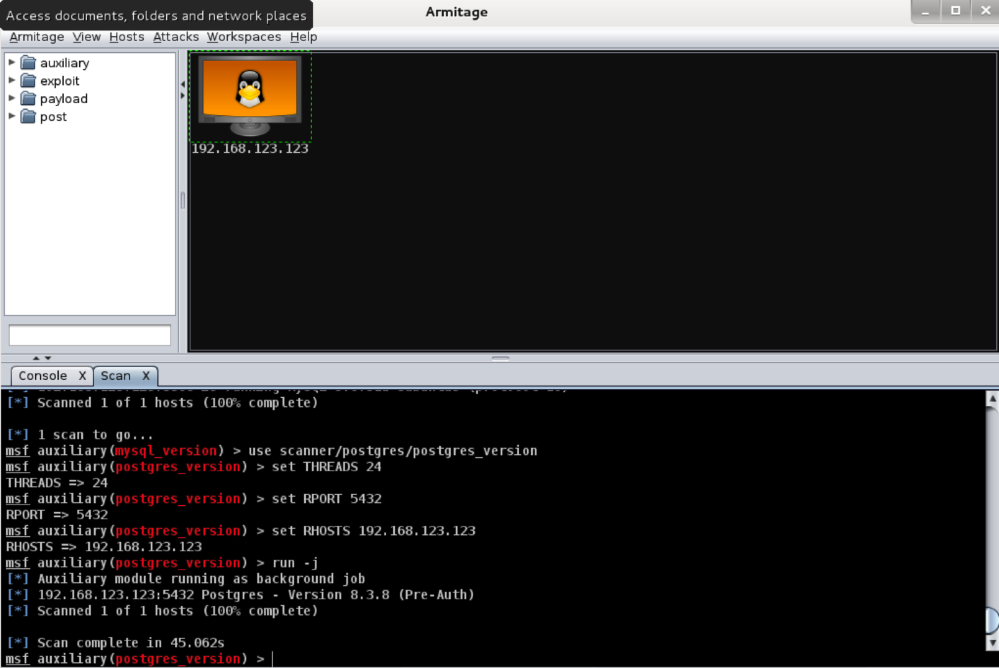 Access documents, folders and network places
Armitage
Armitage View Hosts Attacks Workspaces Help
auxiliary
exploit
payload
post
192.168.123.123
Console X Scan X
[*] Scanned 1 of 1 hosts (100% complete)
[*] 1 scan to go...
msf auxiliary(mysql_version) > use scanner/postgres/postgres_version
msf auxiliary(postgres_version) > set THREADS 24
THREADS => 24
msf auxiliary(postgres_version) > set RPORT 5432
RPORT => 5432
msf auxiliary(postgres_version) > set RHOSTS 192.168.123.123
RHOSTS => 192.168.123.123
msf auxiliary(postgres_version) > run -j
[*] Auxiliary module running as background job
[*] 192.168.123.123:5432 Postgres - Version 8.3.8 (Pre-Auth)
[*] Scanned 1 of 1 hosts (100% complete)
[*] Scan complete in 45.062s
msf auxiliary(postgres_version) >